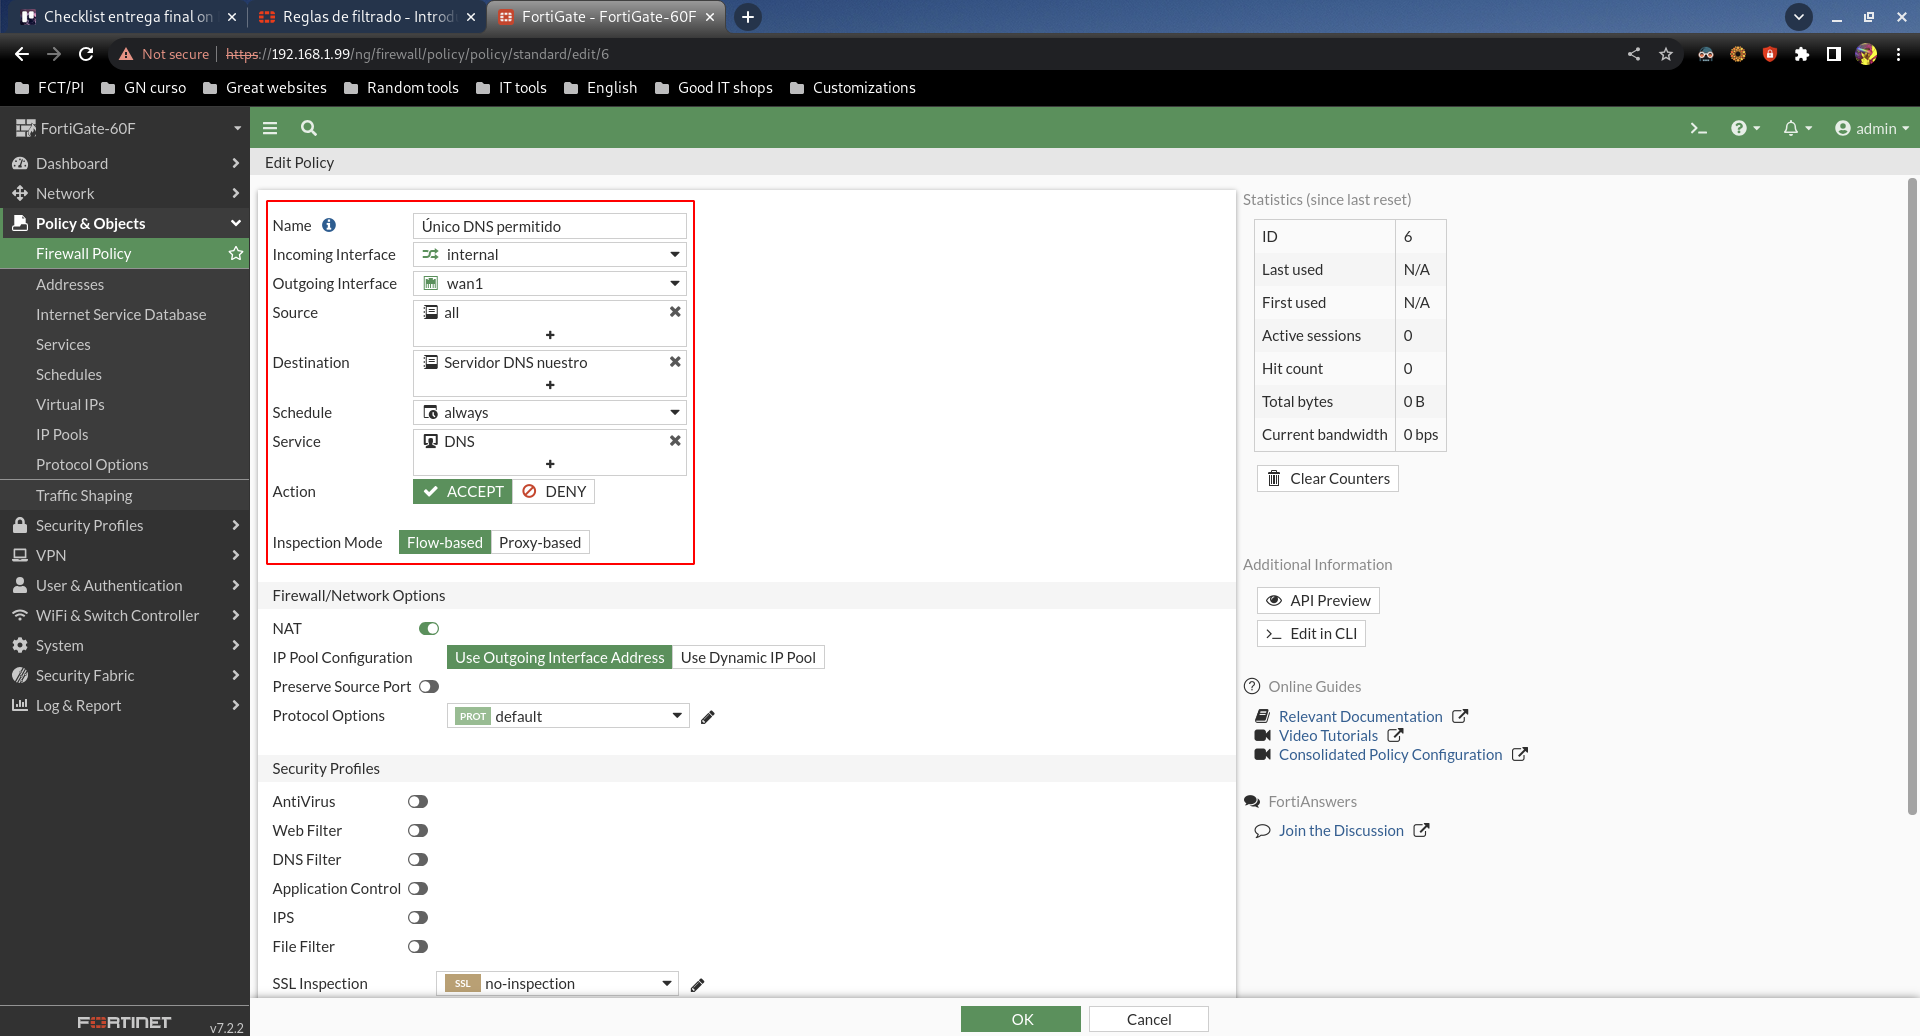 Checklist entrega final on
Reglas de filtrado - Introdu
FortiGate - FortiGate-60F
Not secure
https://192.168.1.99/ng/firewall/policy/policy/standard/edit/6
FCT/PI
GN curso
Great websites
Random tools
IT tools
English
Good IT shops
Customizations
FortiGate-60F
admin
Dashboard
Network
Policy & Objects
Firewall Policy
Addresses
Internet Service Database
Services
Schedules
Virtual IPs
IP Pools
Protocol Options
Traffic Shaping
Security Profiles
VPN
User & Authentication
WiFi & Switch Controller
System
Security Fabric
Log & Report
FORTINET
v7.2.2
Edit Policy
Name
Único DNS permitido
Incoming Interface
internal
Outgoing Interface
wan1
Source
all
Destination
Servidor DNS nuestro
Schedule
always
Service
DNS
Action
ACCEPT
DENY
Inspection Mode
Flow-based
Proxy-based
Firewall/Network Options
NAT
IP Pool Configuration
Use Outgoing Interface Address
Use Dynamic IP Pool
Preserve Source Port
Protocol Options
PROT
default
Security Profiles
AntiVirus
Web Filter
DNS Filter
Application Control
IPS
File Filter
SSL Inspection
SSL
no-inspection
Statistics (since last reset)
ID
6
Last used
N/A
First used
N/A
Active sessions
0
Hit count
0
Total bytes
0 B
Current bandwidth
0 bps
Clear Counters
Additional Information
API Preview
Edit in CLI
Online Guides
Relevant Documentation
Video Tutorials
Consolidated Policy Configuration
FortiAnswers
Join the Discussion
OK
Cancel